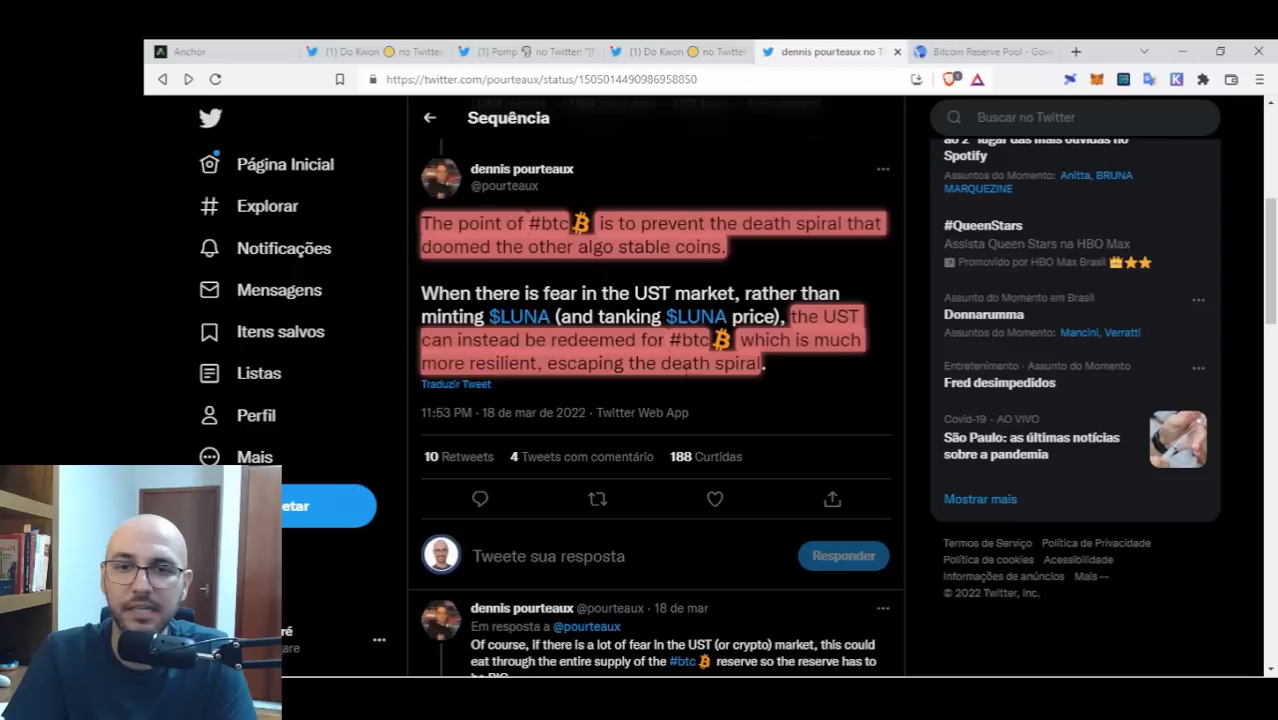 Anchor
(1) Do Kwon no Twitter
(1) Pomp no Twitter: "[
(1) Do Kwon no Twitter
dennis pourteaux no T
Bitcoin Reserve Pool - Gove
https://twitter.com/pourteaux/status/1505014490986958850
Página Inicial
Explorar
Notificações
Mensagens
Itens salvos
Listas
Perfil
Mais
etar
ré
are
Sequência
dennis pourteaux
@pourteaux
The point of #btc is to prevent the death spiral that
doomed the other algo stable coins.
When there is fear in the UST market, rather than
minting $LUNA (and tanking $LUNA price), the UST
can instead be redeemed for #btc which is much
more resilient, escaping the death spiral.
Traduzir Tweet
11:53 PM · 18 de mar de 2022 · Twitter Web App
10 Retweets 4 Tweets com comentário 188 Curtidas
Tweete sua resposta
Responder
dennis pourteaux @pourteaux · 18 de mar
Em resposta a @pourteaux
Of course, if there is a lot of fear in the UST (or crypto) market, this could
eat through the entire supply of the #btc reserve so the reserve has to
be BIG
Buscar no Twitter
ao 2° lugar das mais ouvidas no
Spotify
Assuntos do Momento: Anitta, BRUNA
MARQUEZINE
#QueenStars
Assista Queen Stars na HBO Max
Promovido por HBO Max Brasil
Assunto do Momento em Brasil
Donnarumma
Assuntos do Momento: Mancini, Verratti
Entretenimento · Assunto do Momento
Fred desimpedidos
Covid-19 · AO VIVO
São Paulo: as últimas notícias
sobre a pandemia
Mostrar mais
Termos de Serviço Política de Privacidade
Política de cookies Acessibilidade
Informações de anúncios Mais ···
© 2022 Twitter, Inc.